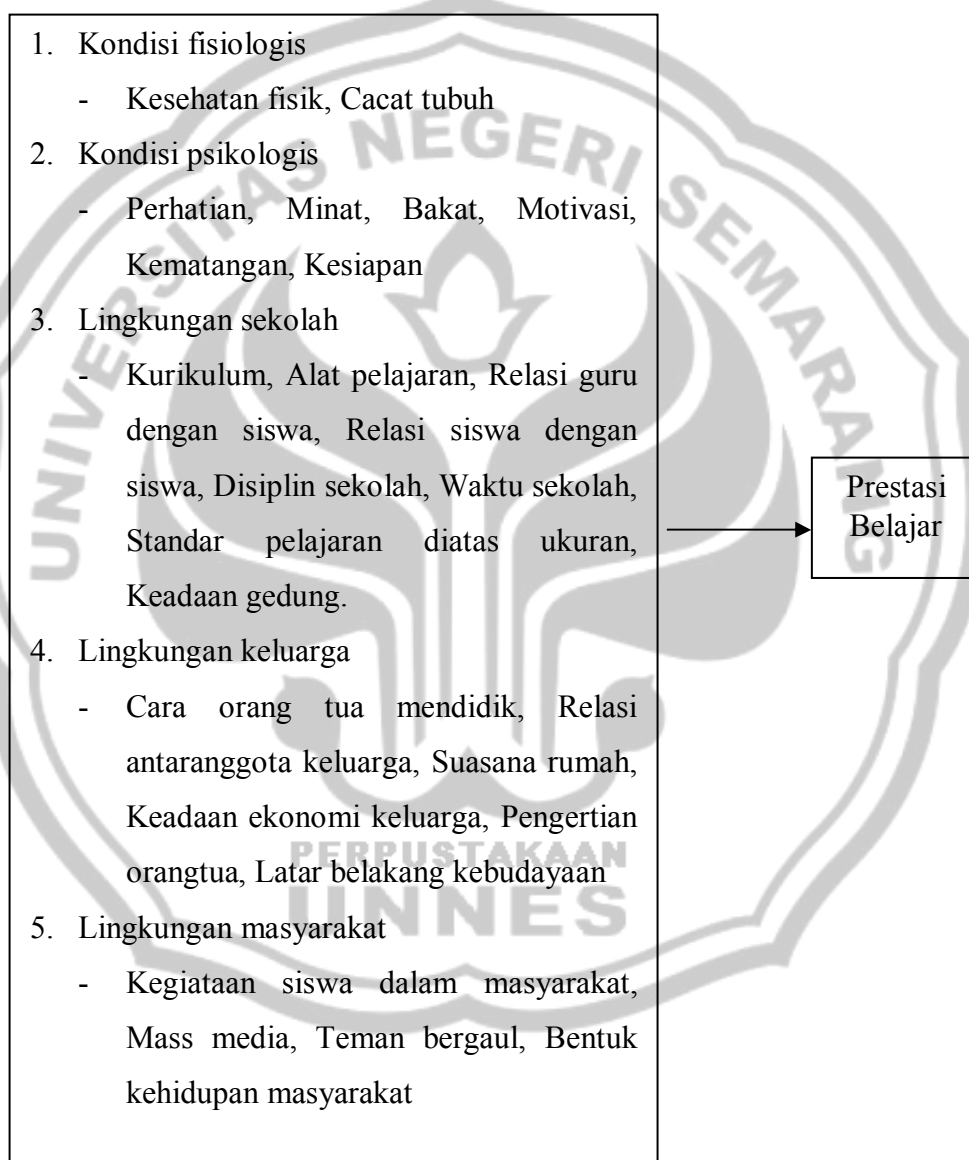 1. Kondisi fisiologis
- Kesehatan fisik, Cacat tubuh
2. Kondisi psikologis
- Perhatian, Minat, Bakat, Motivasi,
Kematangan, Kesiapan
3. Lingkungan sekolah
- Kurikulum, Alat pelajaran, Relasi guru
dengan siswa, Relasi siswa dengan
siswa, Disiplin sekolah, Waktu sekolah,
Standar pelajaran diatas ukuran,
Keadaan gedung.
4. Lingkungan keluarga
- Cara orang tua mendidik, Relasi
antaranggota keluarga, Suasana rumah,
Keadaan ekonomi keluarga, Pengertian
orangtua, Latar belakang kebudayaan
5. Lingkungan masyarakat
- Kegiataan siswa dalam masyarakat,
Mass media, Teman bergaul, Bentuk
kehidupan masyarakat
Prestasi
Belajar
UNIVERSITAS NEGERI SEMARANG
PERPUSTAKAAN
UNNES